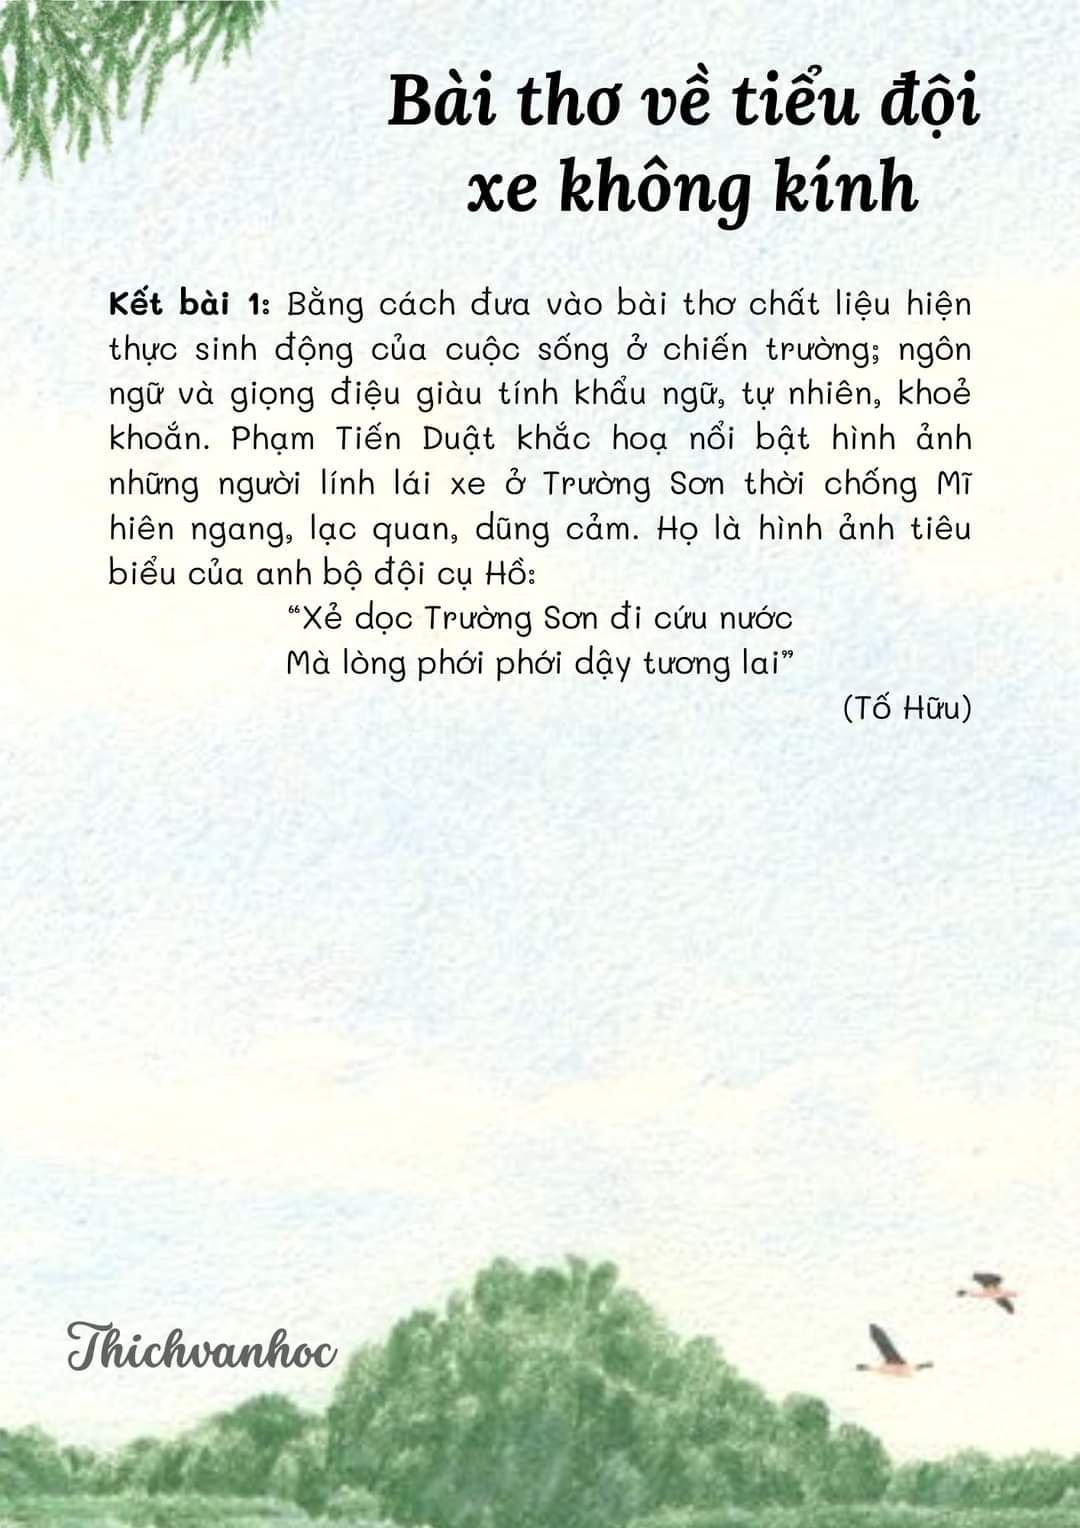 Bài thơ về tiểu đội
xe không kính
Kết bài 1: Bằng cách đưa vào bài thơ chất liệu hiện
thực sinh động của cuộc sống ở chiến trường; ngôn
ngữ và giọng điệu giàu tính khẩu ngữ, tự nhiên, khoẻ
khoắn. Phạm Tiến Duật khắc hoạ nổi bật hình ảnh
những người lính lái xe ở Trường Sơn thời chống Mĩ
hiên ngang, lạc quan, dũng cảm. Họ là hình ảnh tiêu
biểu của anh bộ đội cụ Hồ:
“Xẻ dọc Trường Sơn đi cứu nước
Mà lòng phới phới dậy tương lai”
(Tố Hữu)
Thichvanhoc